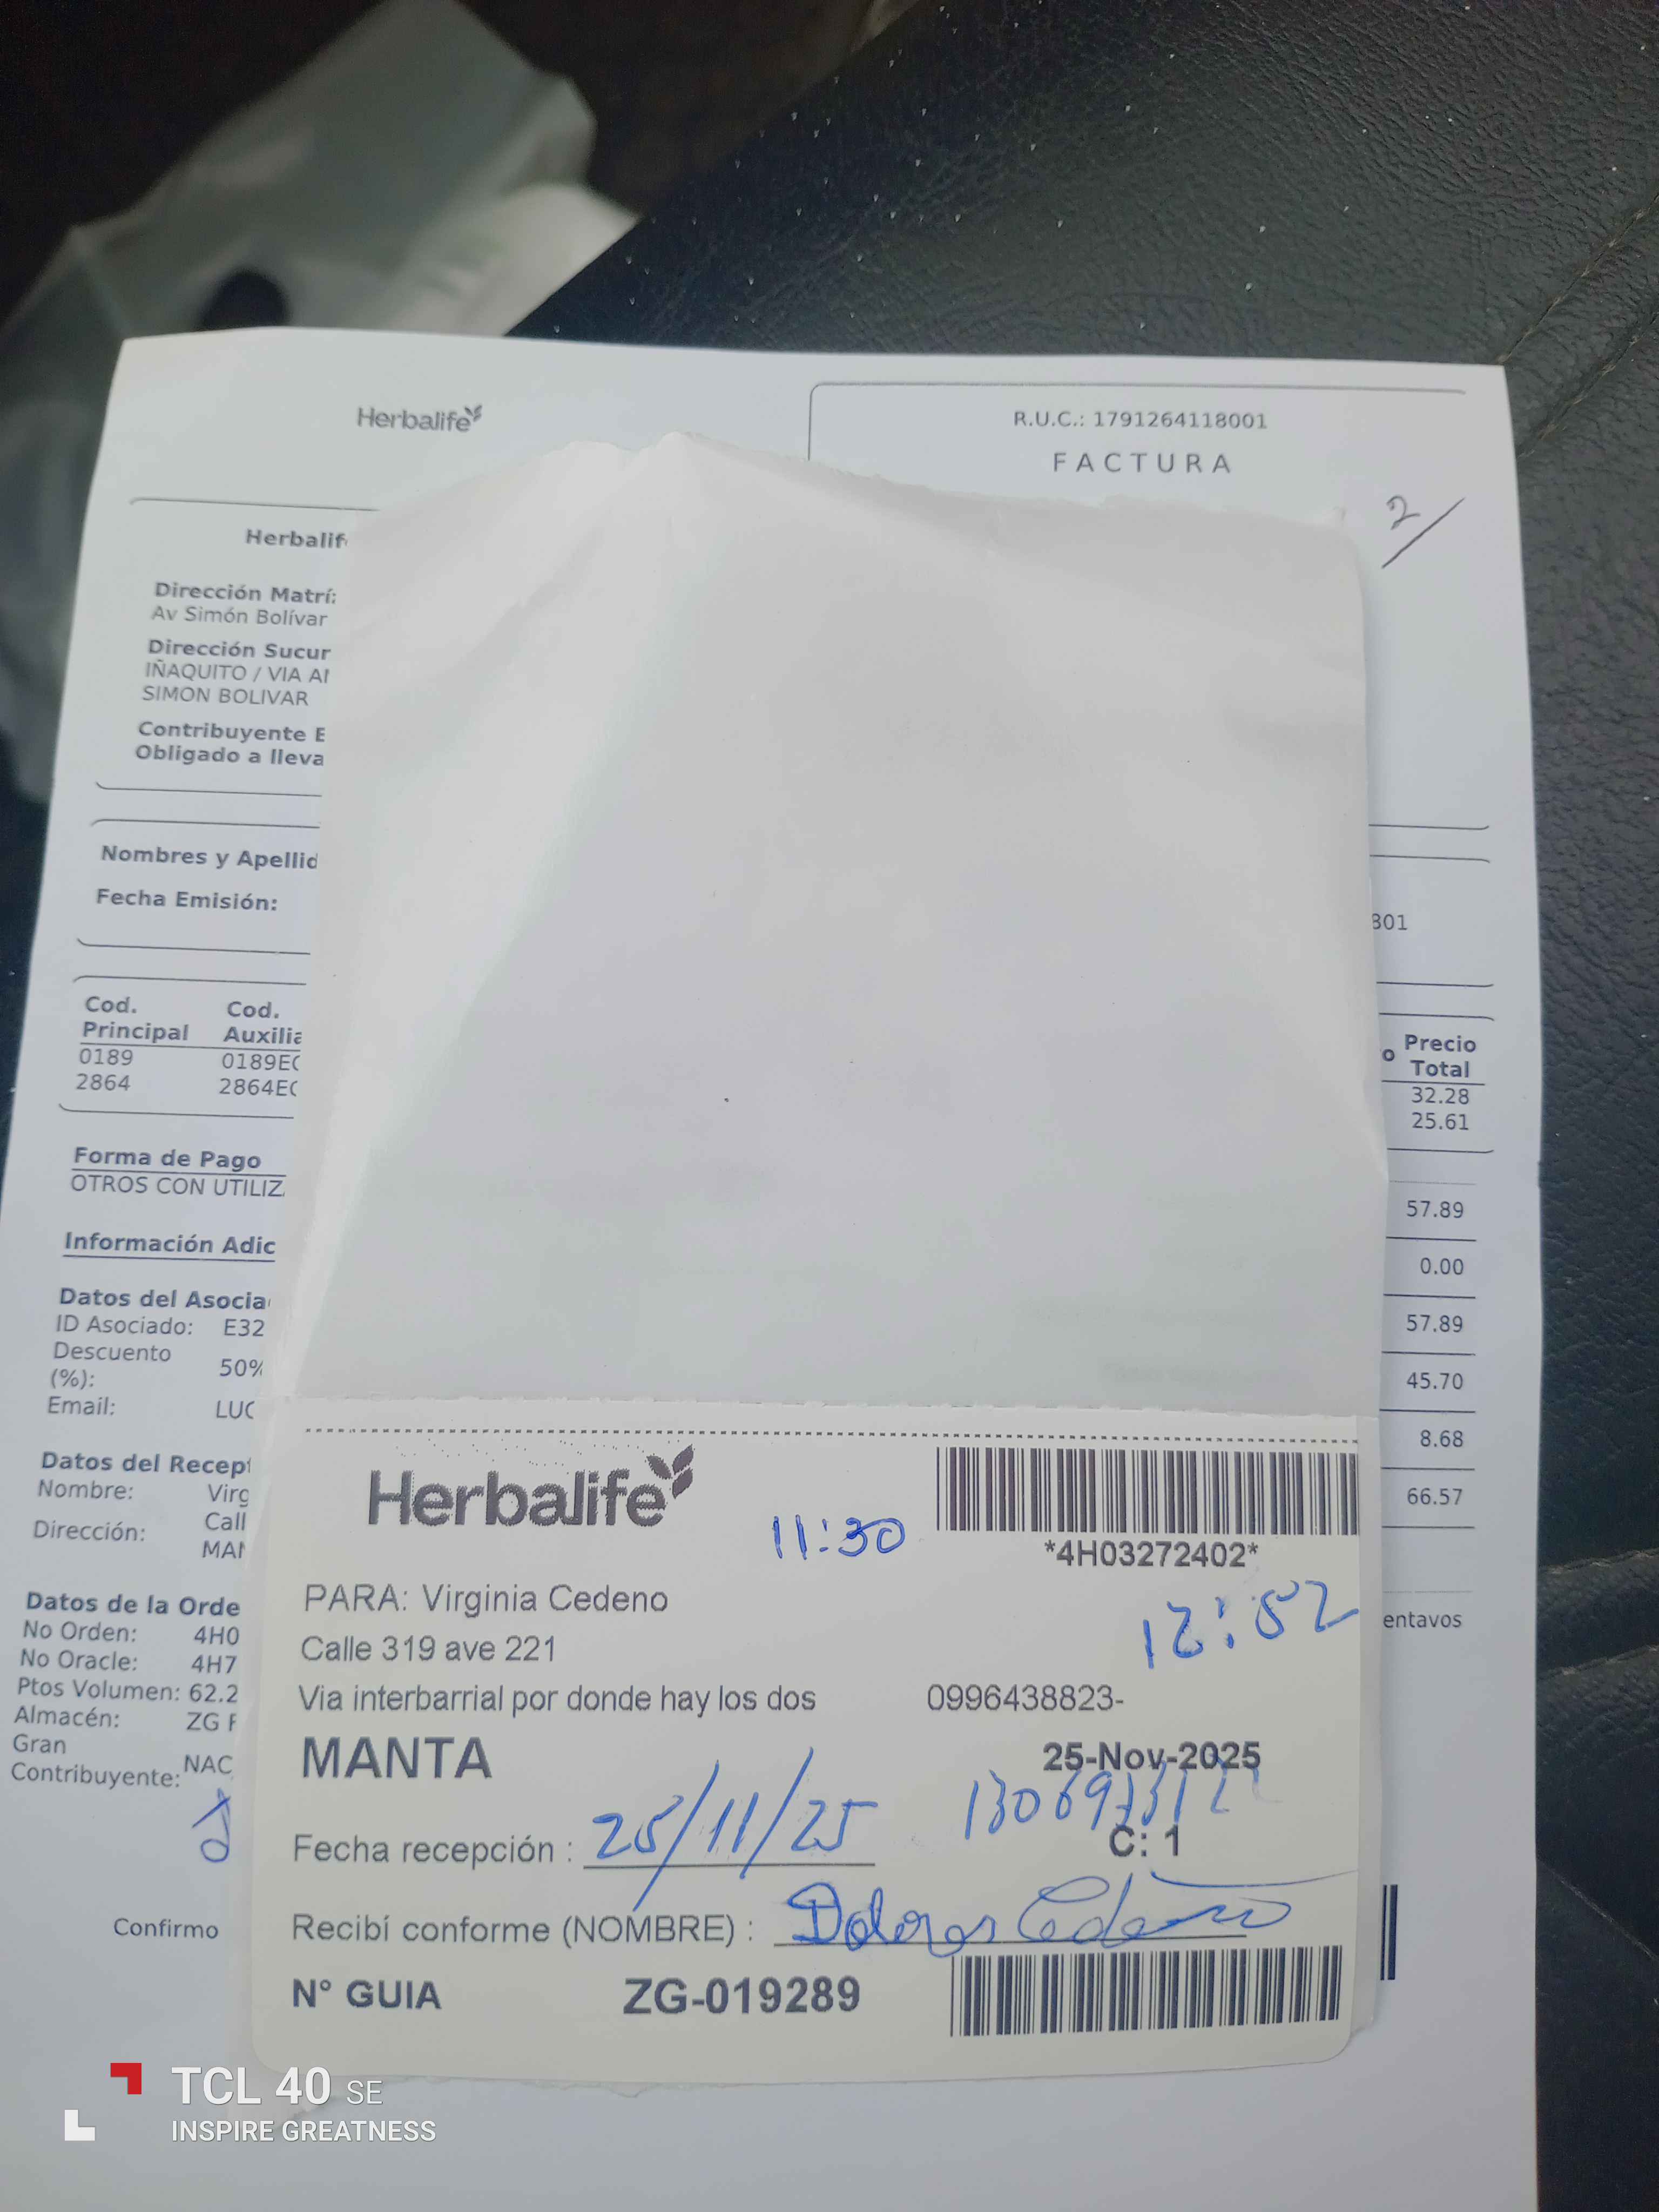 Herbalife
R.U.C.: 1791264118001
FACTURA
2/
Herbalif
Dirección Matrí:
Av Simón Bolívar
Dirección Sucur
IÑAQUITO / VIA AI
SIMON BOLIVAR
Contribuyente E
Obligado a lleva
Nombres y Apellid
Fecha Emisión:
301
Cod. Principal Cod. Auxilia o Precio Total
0189 0189EC 32.28
2864 2864EC 25.61
Forma de Pago
OTROS CON UTILIZ
57.89
0.00
57.89
45.70
8.68
66.57
entavos
Información Adic
Datos del Asocia
ID Asociado: E32
Descuento (%): 50%
Email: LUC
Datos del Recep
Nombre: Virg
Dirección: Call
MAN
Datos de la Orde
No Orden: 4H0
No Oracle: 4H7
Ptos Volumen: 62.2
Almacén: ZG F
Gran Contribuyente: NAC
Confirmo
Herbalife
11:30
*4H03272402*
PARA: Virginia Cedeno
12:52
Calle 319 ave 221
Via interbarrial por donde hay los dos 0996438823-
MANTA 25-Nov-2025
Fecha recepción : 25/11/25
C: 1
Recibí conforme (NOMBRE) : Dolores Cedeño
N° GUIA ZG-019289
TCL 40 SE
INSPIRE GREATNESS